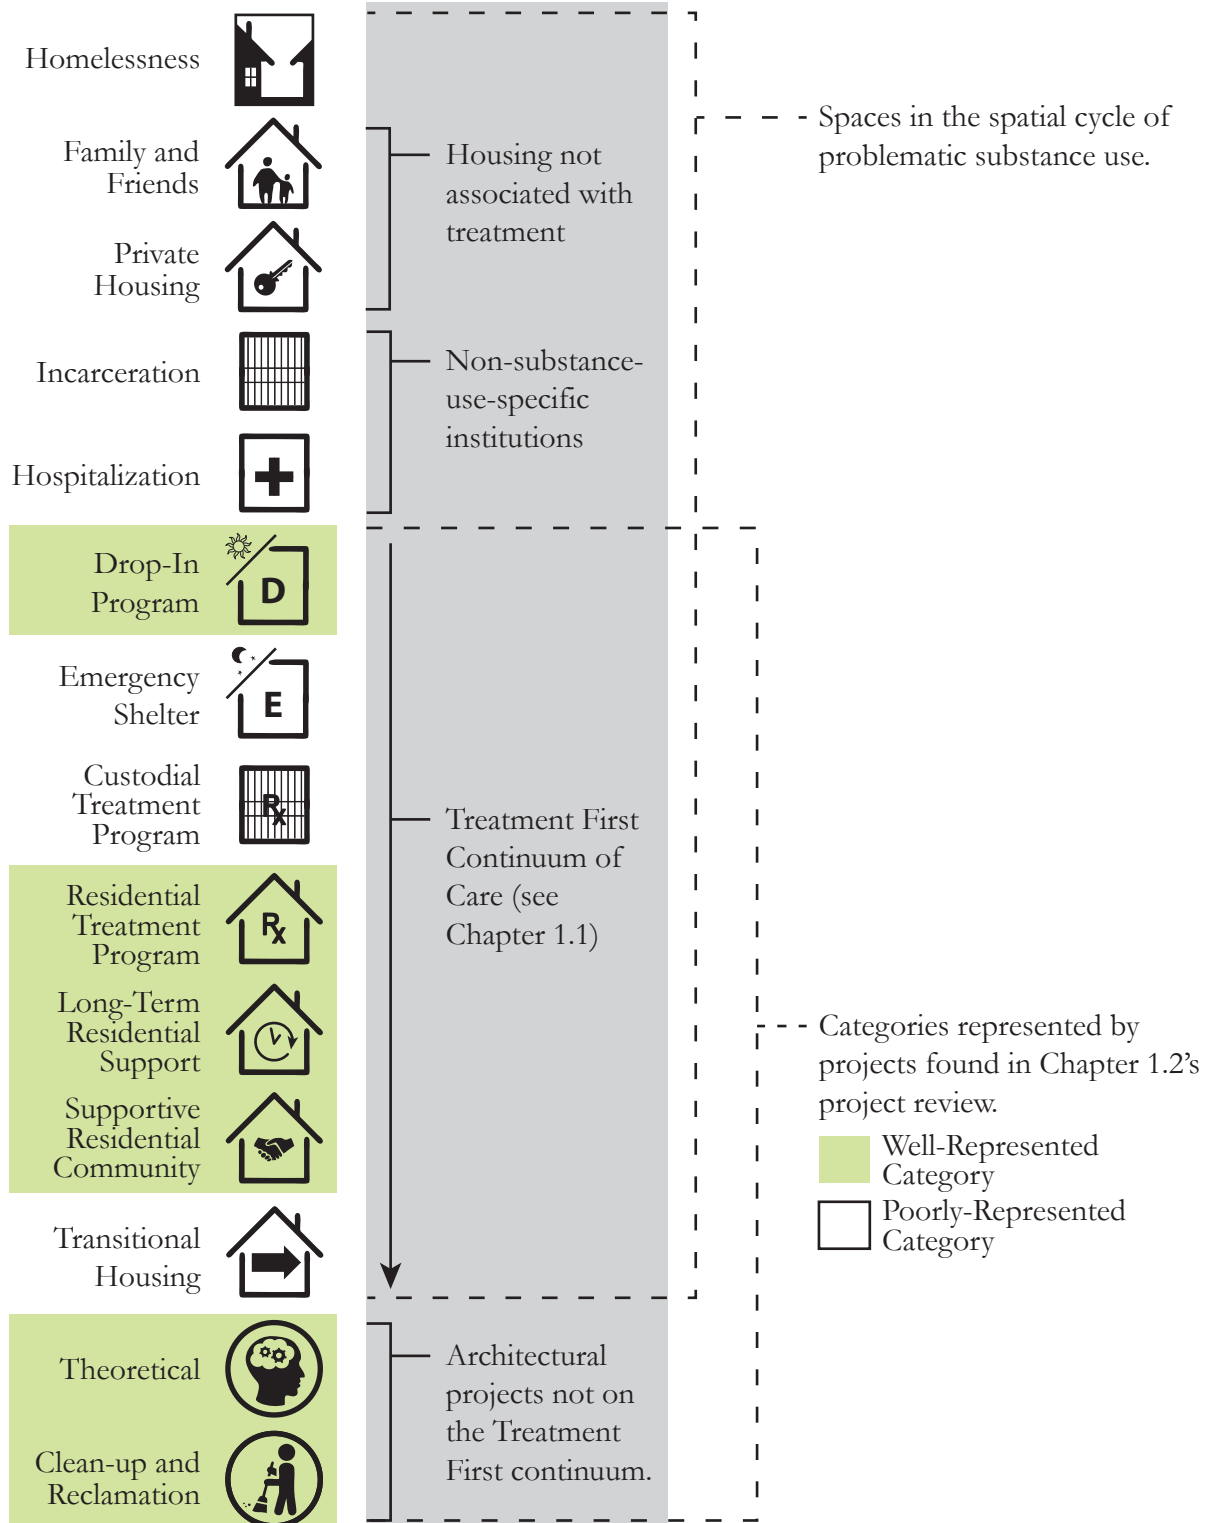 Homelessness
Family and
Friends
Private
Housing
Incarceration
Hospitalization
Drop-In
Program
D
Emergency
Shelter
E
Custodial
Treatment
Program
Rx
Residential
Treatment
Program
Rx
Long-Term
Residential
Support
Supportive
Residential
Community
Transitional
Housing
Theoretical
Clean-up and
Reclamation
Housing not
associated with
treatment
Non-substance-
use-specific
institutions
Treatment First
Continuum of
Care (see
Chapter 1.1)
Architectural
projects not on
the Treatment
First continuum.
Spaces in the spatial cycle of
problematic substance use.
Categories represented by
projects found in Chapter 1.2's
project review.
Well-Represented
Category
Poorly-Represented
Category